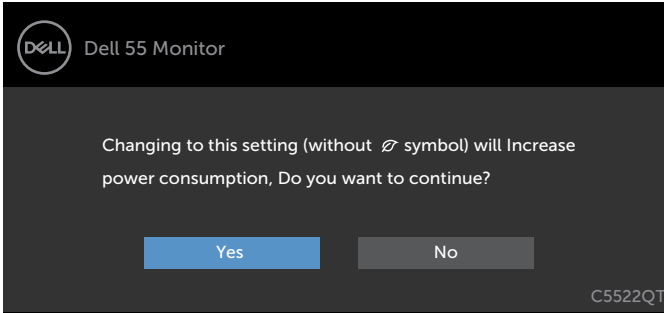 DELL
Dell 55 Monitor
Changing to this setting (without symbol) will Increase
power consumption, Do you want to continue?
Yes
No
C5522QT